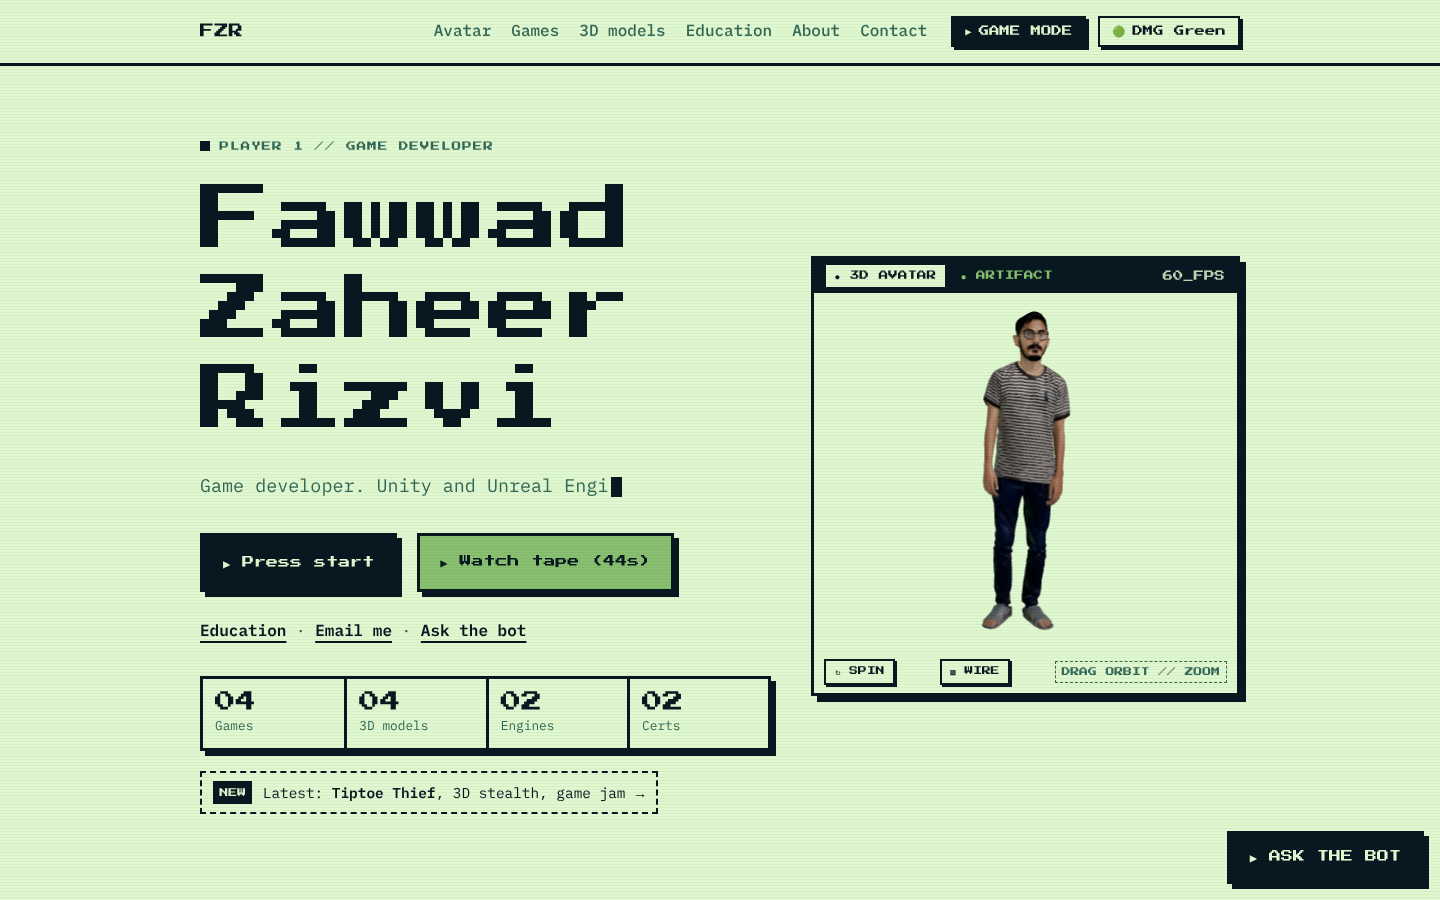 FZR
Avatar Games 3D models Education About Contact ▶ GAME MODE DMG Green
PLAYER 1 // GAME DEVELOPER
Fawwad
Zaheer
Rizvi
Game developer. Unity and Unreal Engi
▶ Press start ▶ Watch tape (44s)
Education · Email me · Ask the bot
04 Games
04 3D models
02 Engines
02 Certs
NEW Latest: Tiptoe Thief, 3D stealth, game jam →
3D AVATAR ARTIFACT 60_FPS
↻ SPIN ▦ WIRE DRAG ORBIT // ZOOM
▶ ASK THE BOT